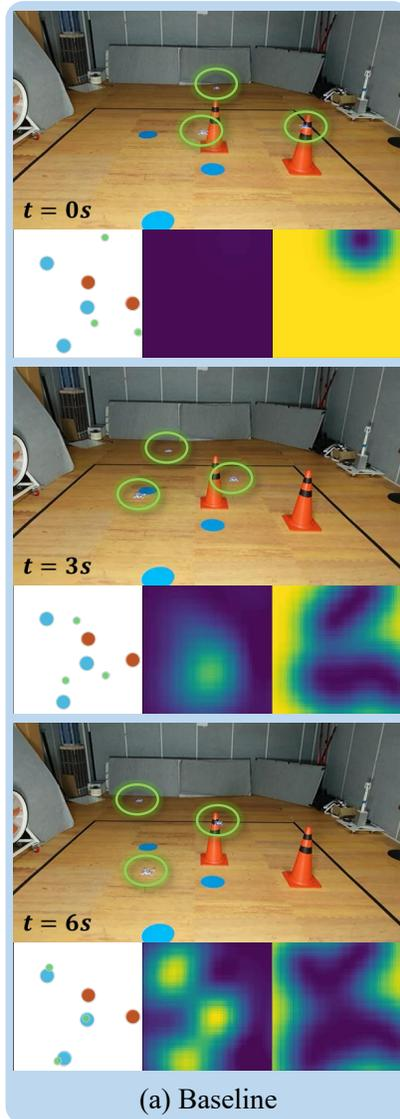 t = 0s
t = 3s
t = 6s
(a) Baseline